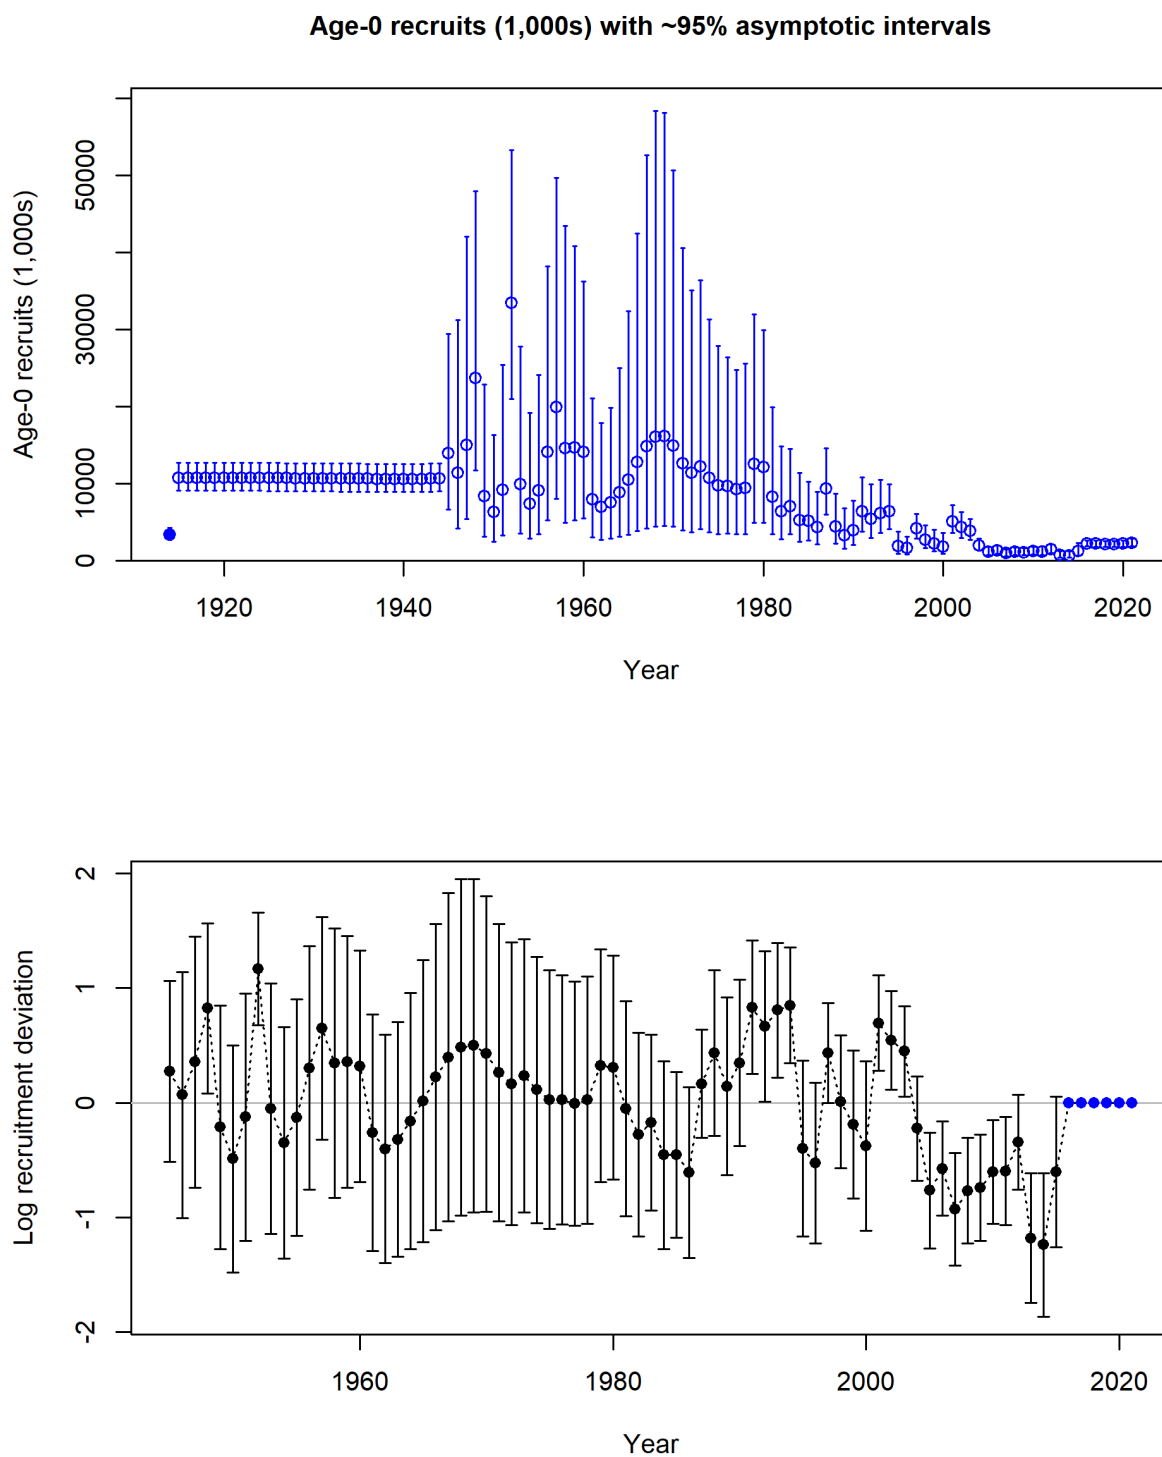 Age-0 recruits (1,000s) with ~95% asymptotic intervals
Age-0 recruits (1,000s)
50000
30000
10000
0
1920 1940 1960 1980 2000 2020
Year
Log recruitment deviation
2
1
0
-1
-2
1960 1980 2000 2020
Year